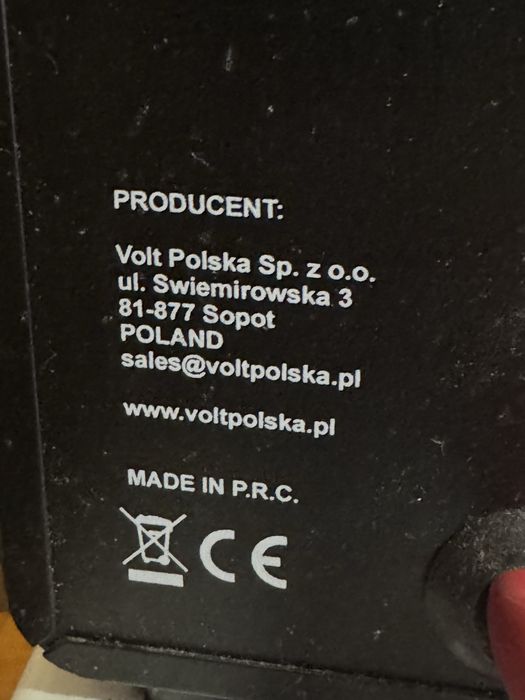 PRODUCENT:
Volt Polska Sp. z o.o.
ul. Swiemirowska 3
81-877 Sopot
POLAND
sales@voltpolska.pl
www.voltpolska.pl
MADE IN P.R.C.
CE